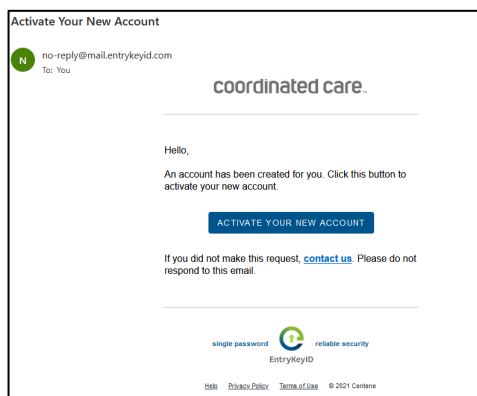 Activate Your New Account
N
no-reply@mail.entrykeyid.com
To: You
coordinated care™
Hello,
An account has been created for you. Click this button to
activate your new account.
ACTIVATE YOUR NEW ACCOUNT
If you did not make this request, contact us. Please do not
respond to this email.
single password reliable security
EntryKeyID
Help Privacy Policy Terms of Use © 2021 Centene